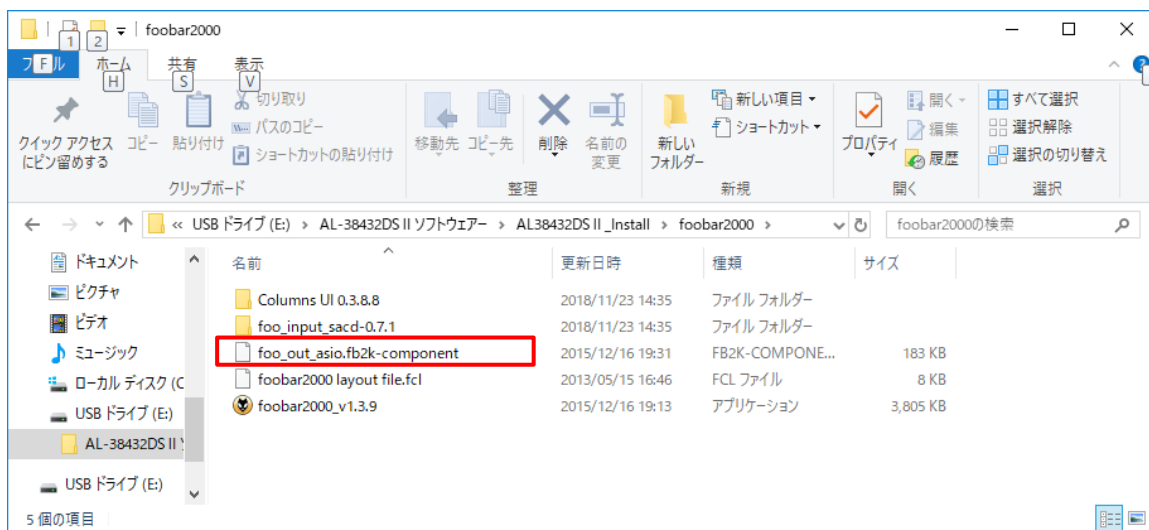 foobar2000
1 2
ファイル ホーム 共有 表示
F H S V
クイック アクセス
にピン留めする
コピー
貼り付け
切り取り
パスのコピー
ショートカットの貼り付け
クリップボード
移動先
コピー先
削除
名前の
変更
整理
新しい
フォルダー
新しい項目
ショートカット
新規
プロパティ
開く
編集
履歴
開く
すべて選択
選択解除
選択の切り替え
選択
« USB ドライブ (E:) › AL-38432DS II ソフトウェアー › AL38432DS II _Install › foobar2000 ›
foobar2000の検索
名前 更新日時 種類 サイズ
ドキュメント
ピクチャ
ビデオ
ミュージック
ローカル ディスク (C
USB ドライブ (E:)
AL-38432DS II ソ
USB ドライブ (E:)
Columns UI 0.3.8.8 2018/11/23 14:35 ファイル フォルダー
foo_input_sacd-0.7.1 2018/11/23 14:35 ファイル フォルダー
foo_out_asio.fb2k-component 2015/12/16 19:31 FB2K-COMPONE... 183 KB
foobar2000 layout file.fcl 2013/05/15 16:46 FCL ファイル 8 KB
foobar2000_v1.3.9 2015/12/16 19:13 アプリケーション 3,805 KB
5 個の項目